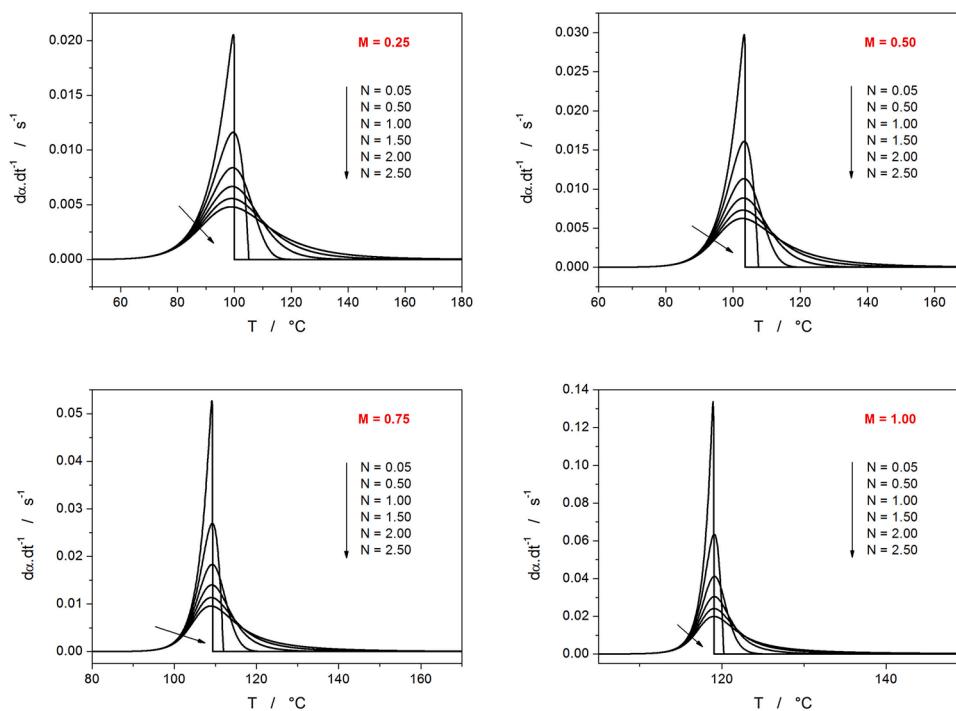 M = 0.25
dα.dt⁻¹ / s⁻¹
0.020
0.015
0.010
0.005
0.000
N = 0.05
N = 0.50
N = 1.00
N = 1.50
N = 2.00
N = 2.50
60 80 100 120 140 160 180
T / °C
M = 0.50
dα.dt⁻¹ / s⁻¹
0.030
0.025
0.020
0.015
0.010
0.005
0.000
N = 0.05
N = 0.50
N = 1.00
N = 1.50
N = 2.00
N = 2.50
60 80 100 120 140 160
T / °C
M = 0.75
dα.dt⁻¹ / s⁻¹
0.05
0.04
0.03
0.02
0.01
0.00
N = 0.05
N = 0.50
N = 1.00
N = 1.50
N = 2.00
N = 2.50
80 100 120 140 160
T / °C
M = 1.00
dα.dt⁻¹ / s⁻¹
0.14
0.12
0.10
0.08
0.06
0.04
0.02
0.00
N = 0.05
N = 0.50
N = 1.00
N = 1.50
N = 2.00
N = 2.50
120 140
T / °C